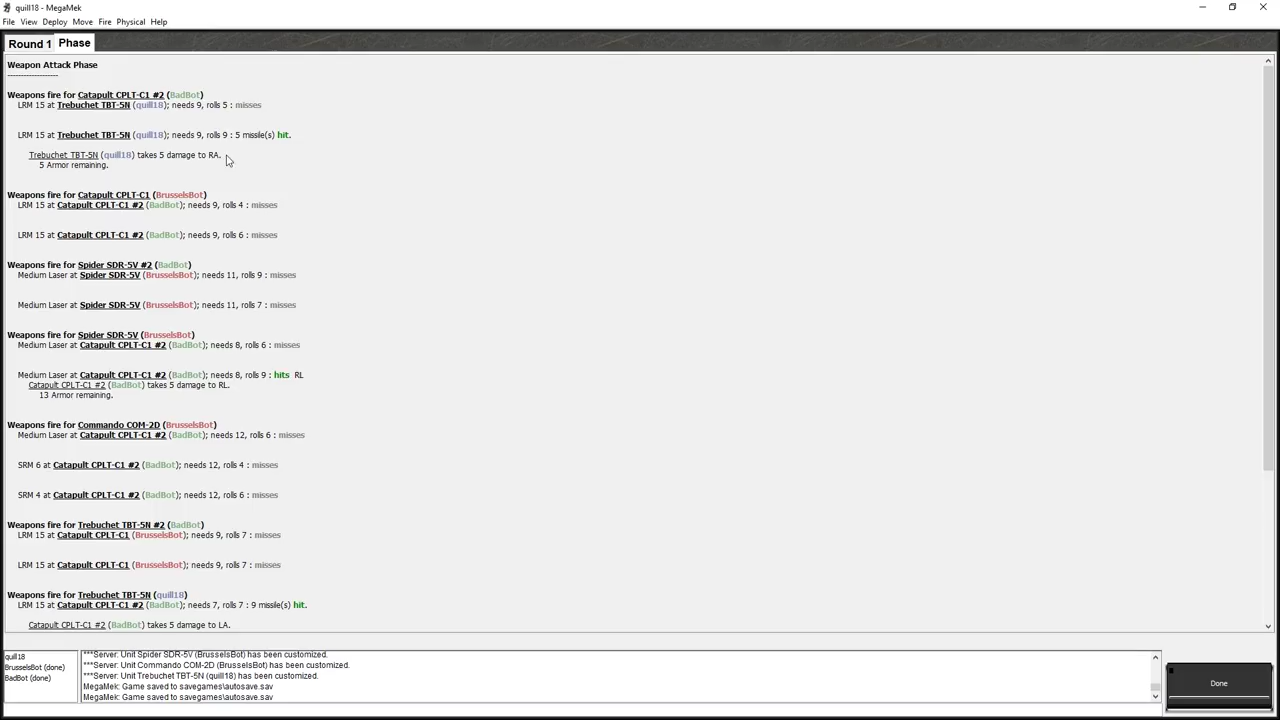 quill18 - MegaMek
File View Deploy Move Fire Physical Help
Round 1 Phase
Weapon Attack Phase
--------------------
Weapons fire for Catapult CPLT-C1 #2 (BadBot)
LRM 15 at Trebuchet TBT-5N (quill18); needs 9, rolls 5 : misses
LRM 15 at Trebuchet TBT-5N (quill18); needs 9, rolls 9 : 5 missile(s) hit.
Trebuchet TBT-5N (quill18) takes 5 damage to RA.
5 Armor remaining.
Weapons fire for Catapult CPLT-C1 (BrusselsBot)
LRM 15 at Catapult CPLT-C1 #2 (BadBot); needs 9, rolls 4 : misses
LRM 15 at Catapult CPLT-C1 #2 (BadBot); needs 9, rolls 6 : misses
Weapons fire for Spider SDR-5V #2 (BadBot)
Medium Laser at Spider SDR-5V (BrusselsBot); needs 11, rolls 9 : misses
Medium Laser at Spider SDR-5V (BrusselsBot); needs 11, rolls 7 : misses
Weapons fire for Spider SDR-5V (BrusselsBot)
Medium Laser at Catapult CPLT-C1 #2 (BadBot); needs 8, rolls 6 : misses
Medium Laser at Catapult CPLT-C1 #2 (BadBot); needs 8, rolls 9 : hits RL
Catapult CPLT-C1 #2 (BadBot) takes 5 damage to RL.
13 Armor remaining.
Weapons fire for Commando COM-2D (BrusselsBot)
Medium Laser at Catapult CPLT-C1 #2 (BadBot); needs 12, rolls 6 : misses
SRM 6 at Catapult CPLT-C1 #2 (BadBot); needs 12, rolls 4 : misses
SRM 4 at Catapult CPLT-C1 #2 (BadBot); needs 12, rolls 6 : misses
Weapons fire for Trebuchet TBT-5N #2 (BadBot)
LRM 15 at Catapult CPLT-C1 (BrusselsBot); needs 9, rolls 7 : misses
LRM 15 at Catapult CPLT-C1 (BrusselsBot); needs 9, rolls 7 : misses
Weapons fire for Trebuchet TBT-5N (quill18)
LRM 15 at Catapult CPLT-C1 #2 (BadBot); needs 7, rolls 7 : 9 missile(s) hit.
Catapult CPLT-C1 #2 (BadBot) takes 5 damage to LA.
quill18
BrusselsBot (done)
BadBot (done)
***Server: Unit Spider SDR-5V (BrusselsBot) has been customized.
***Server: Unit Commando COM-2D (BrusselsBot) has been customized.
***Server: Unit Trebuchet TBT-5N (quill18) has been customized.
MegaMek: Game saved to savegames\autosave.sav
MegaMek: Game saved to savegames\autosave.sav
Done